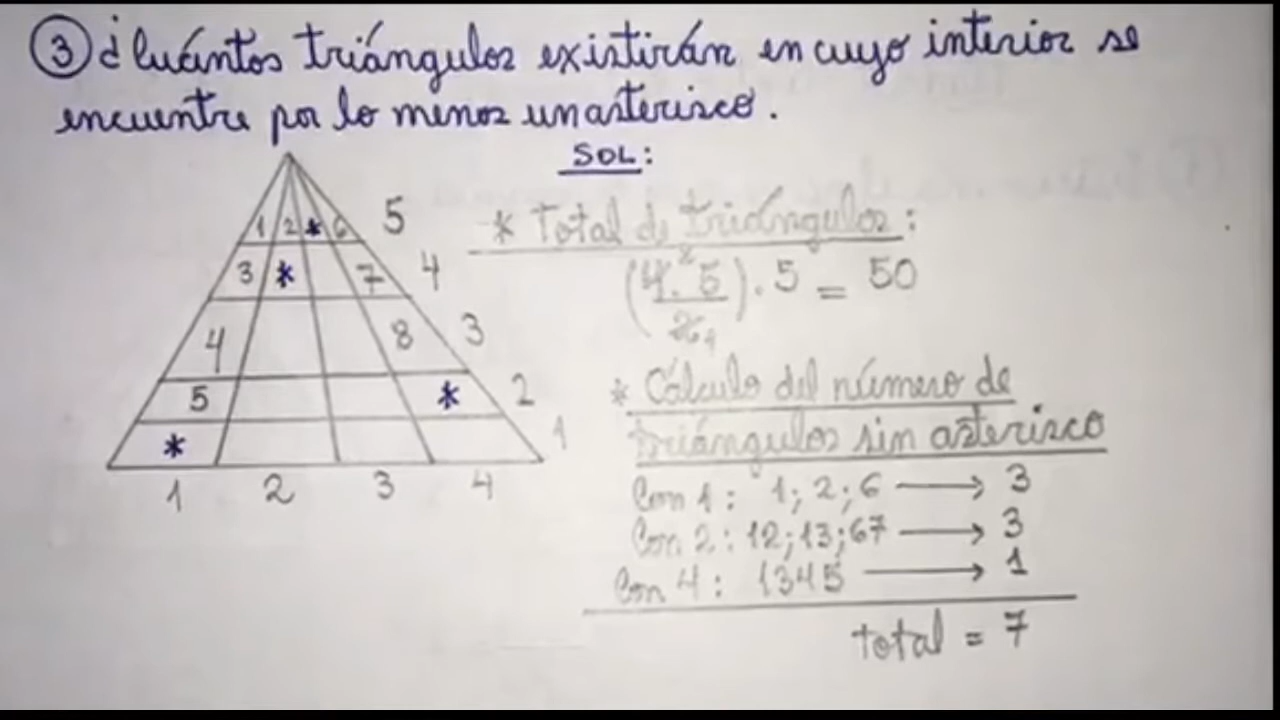 3 ¿Cuántos triángulos existirán en cuyo interior se
encuentre por lo menos un asterisco.
SOL:
1 2 * 6 5
3 * 7 4
4 8 3
5 * 2
* 1
1 2 3 4
* Total de triángulos:
(4.5/2).5 = 50
* Cálculo del número de
triángulos sin asterisco
Con 1: 1; 2; 6 → 3
Con 2: 12; 13; 67 → 3
Con 4: 1345 → 1
total = 7